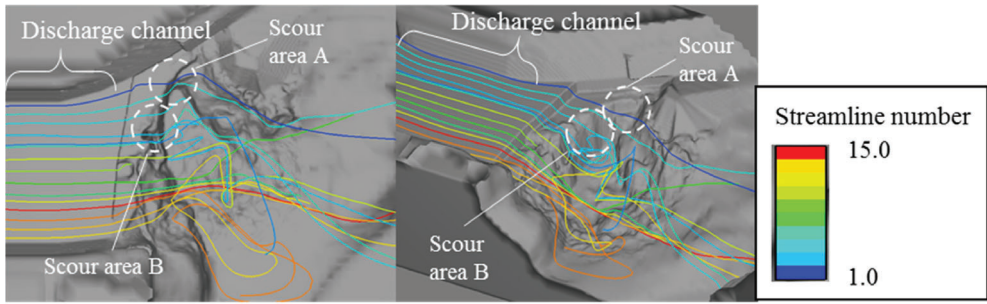 Discharge channel
Scour
area A
Scour area B
Discharge channel
Scour
area A
Scour
area B
Streamline number
15.0
1.0